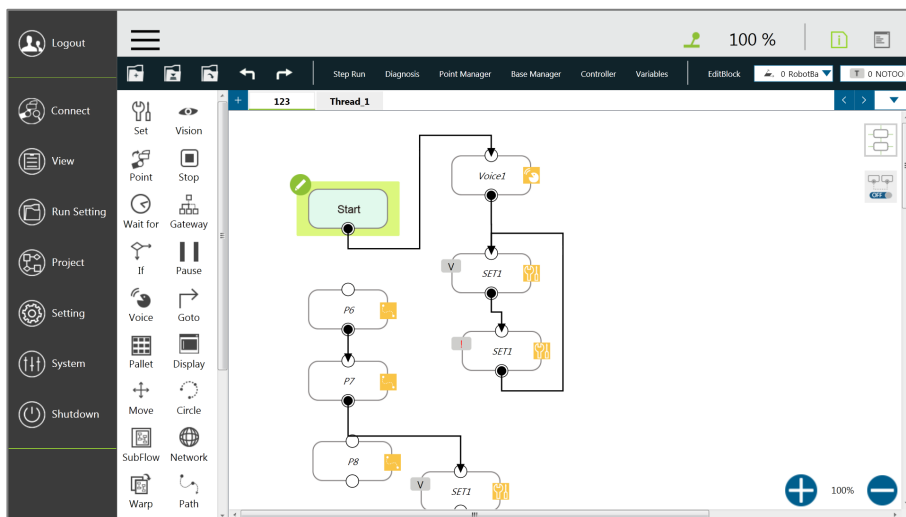 Logout
100 %
Step Run
Diagnosis
Point Manager
Base Manager
Controller
Variables
EditBlock
0 RobotBa
T 0 NOTOO
Connect
View
Run Setting
Project
Setting
System
Shutdown
Set
Vision
Point
Stop
Wait for
Gateway
If
Pause
Voice
Goto
Pallet
Display
Move
Circle
SubFlow
Network
Warp
Path
+
123
Thread_1
OFF
Start
Voice1
V
SET1
I
SET1
P6
P7
P8
V
SET1
100%